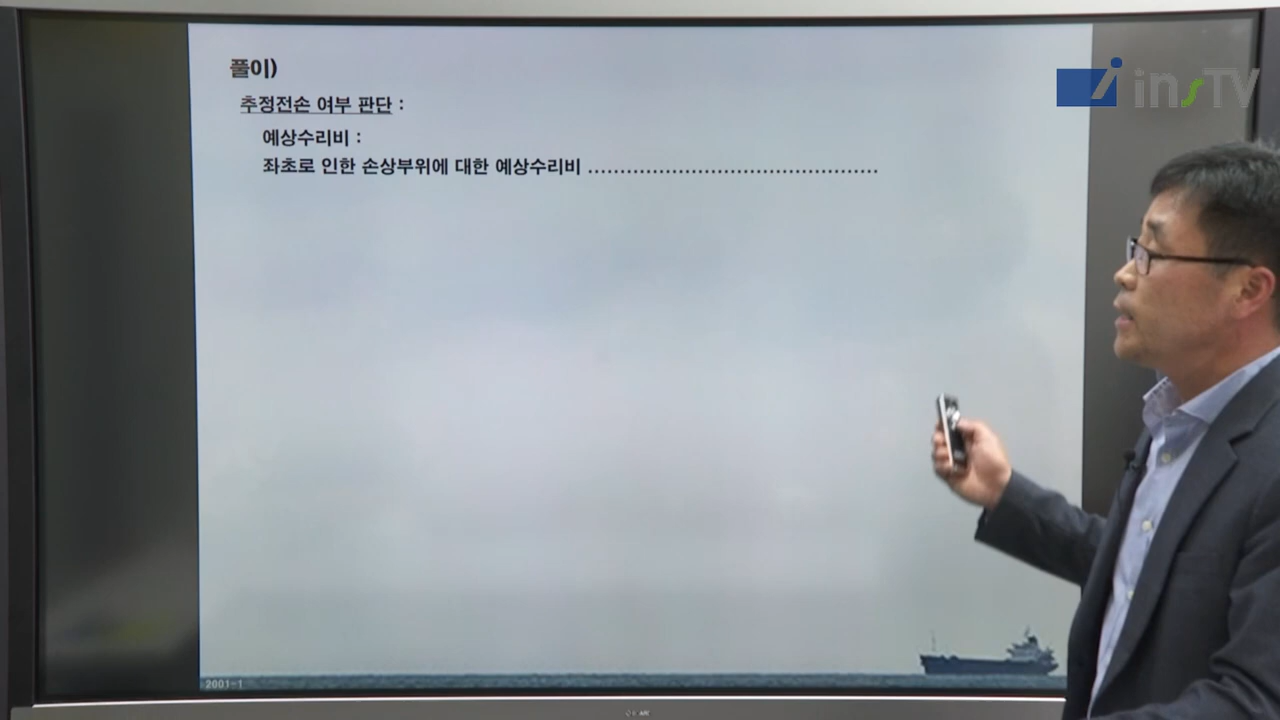 풀이)
추정전손 여부 판단 :
예상수리비 :
좌초로 인한 손상부위에 대한 예상수리비 ..............................................
insTV
2001-1